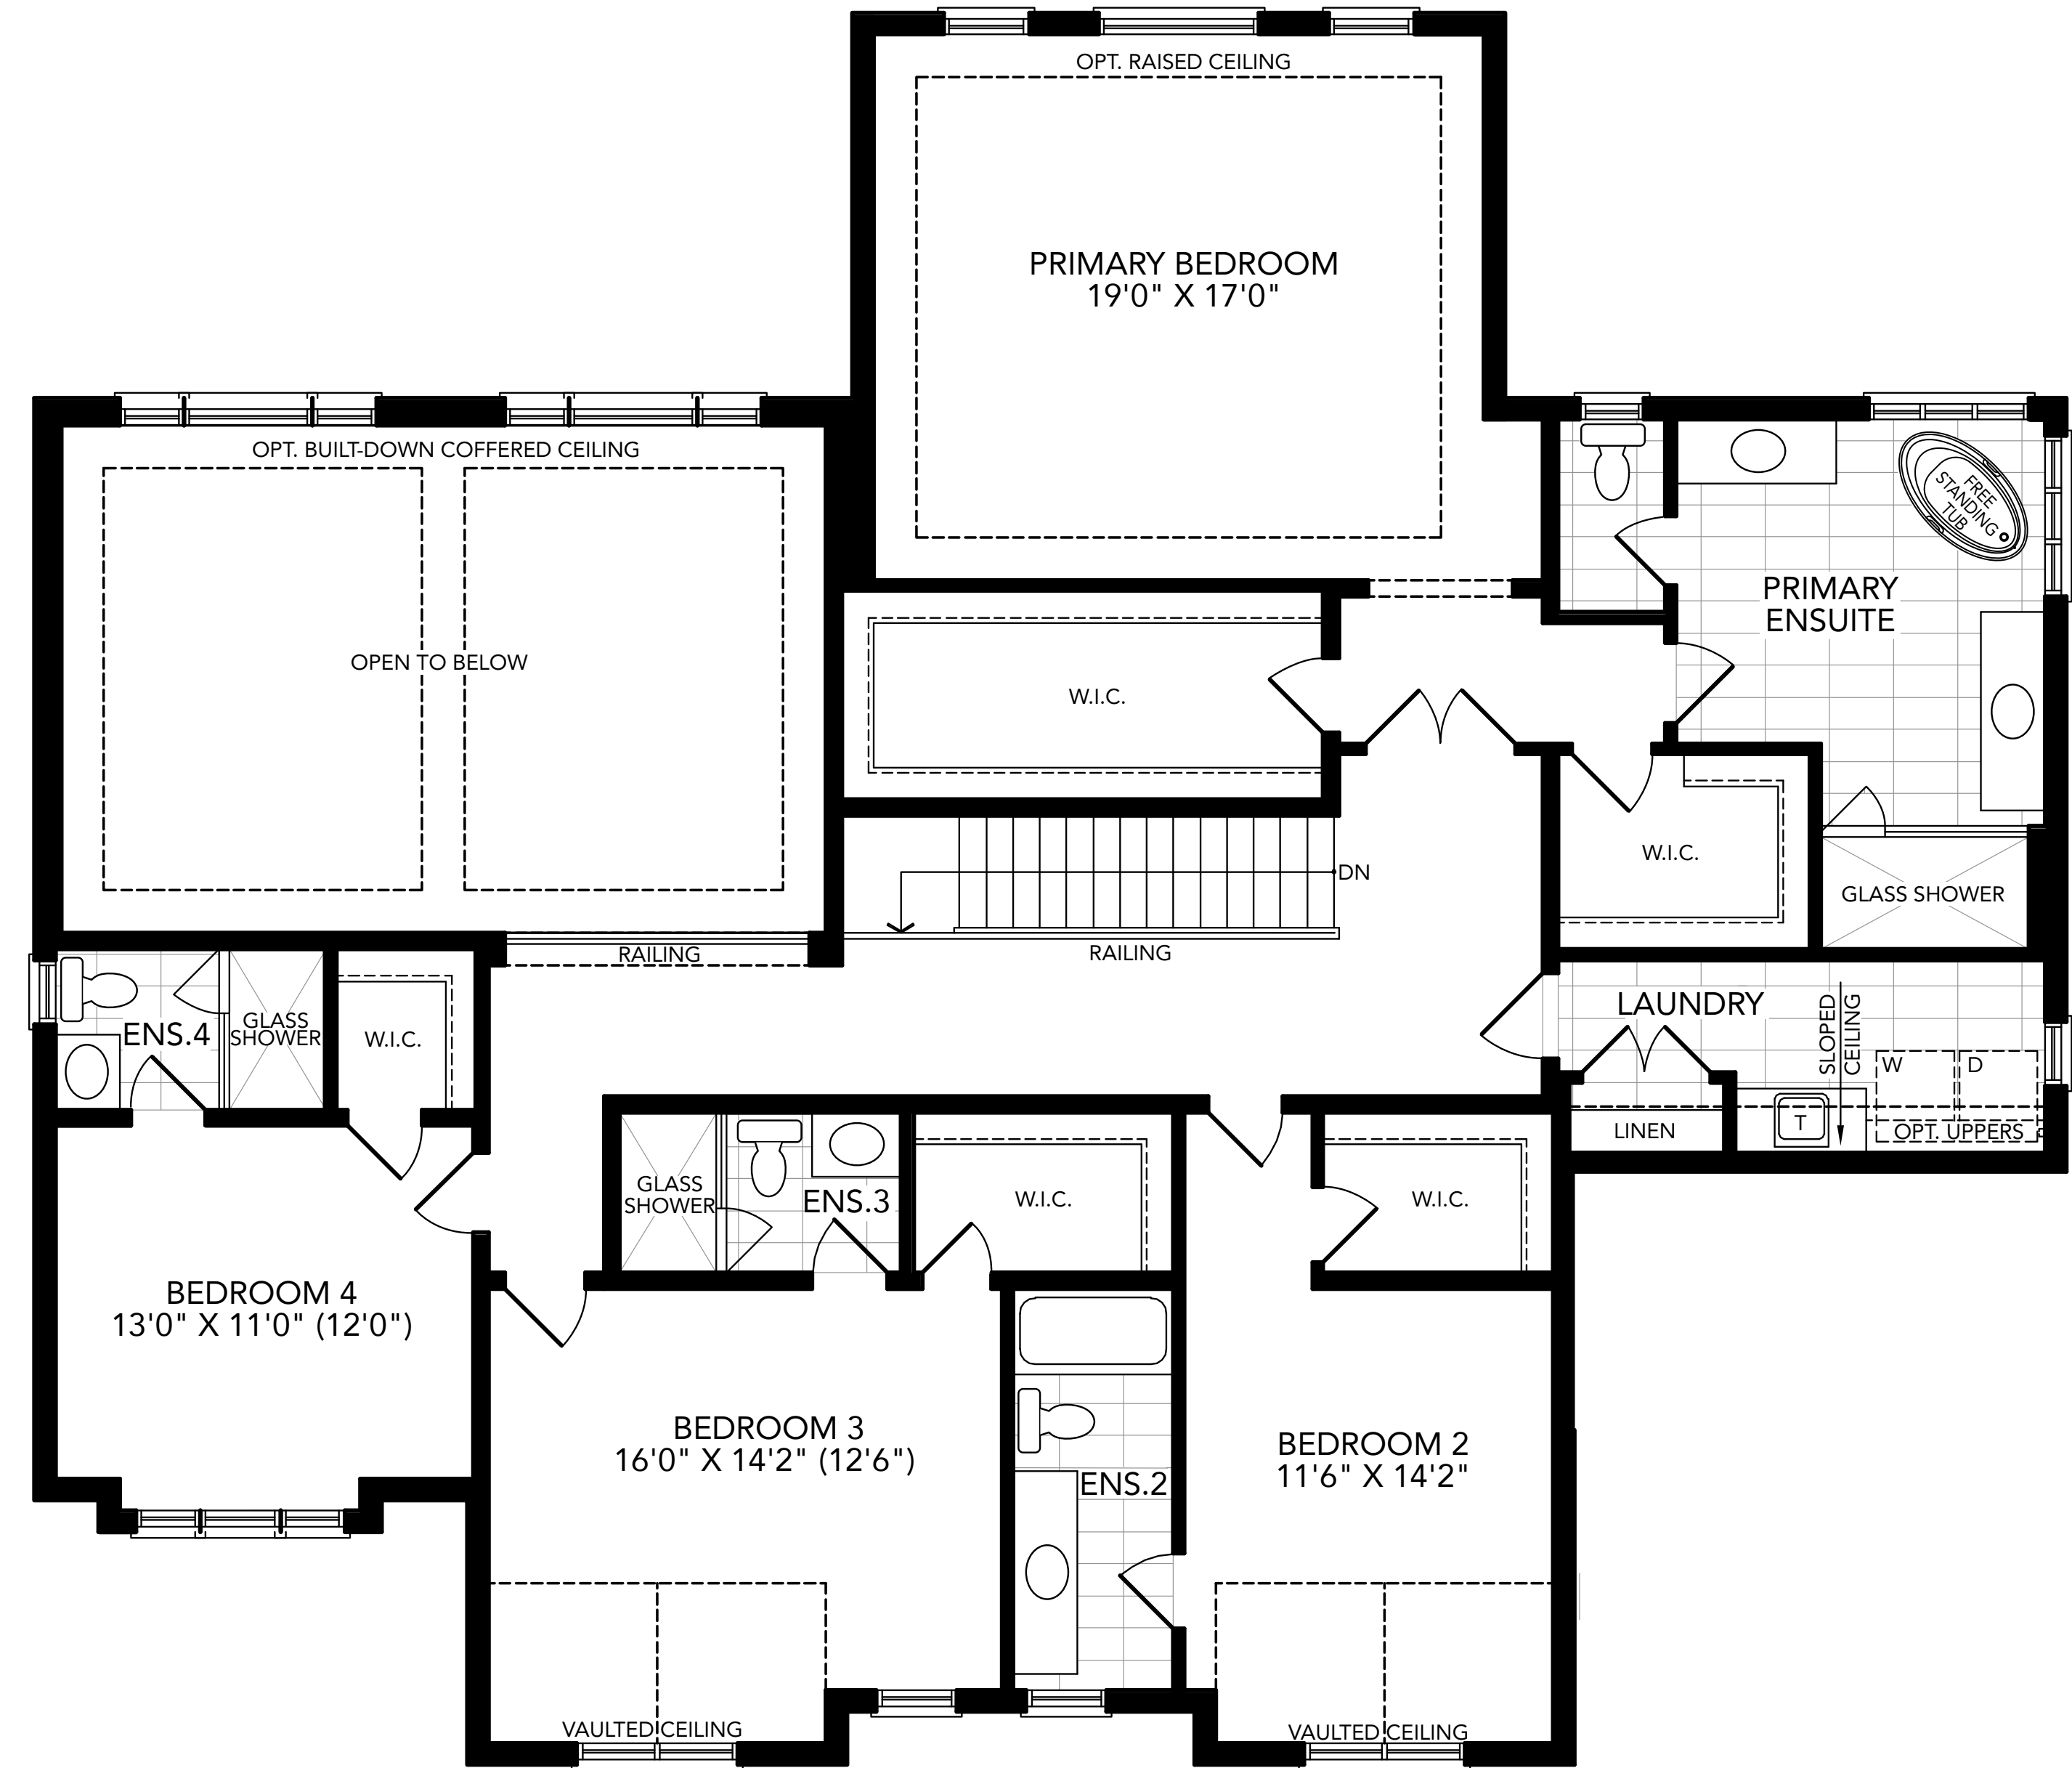 OPT. RAISED CEILING
PRIMARY BEDROOM
19'0" X 17'0"
OPT. BUILT-DOWN COFFERED CEILING
FREE
STANDING
TUB
PRIMARY
ENSUITE
OPEN TO BELOW
W.I.C.
W.I.C.
DN
GLASS SHOWER
RAILING
RAILING
LAUNDRY
SLOPED
CEILING
ENS.4
GLASS
SHOWER
W.I.C.
W
D
T
LINEN
OPT. UPPERS
GLASS
SHOWER
ENS.3
W.I.C.
W.I.C.
BEDROOM 4
13'0" X 11'0" (12'0")
BEDROOM 3
16'0" X 14'2" (12'6")
ENS.2
BEDROOM 2
11'6" X 14'2"
VAULTED CEILING
VAULTED CEILING